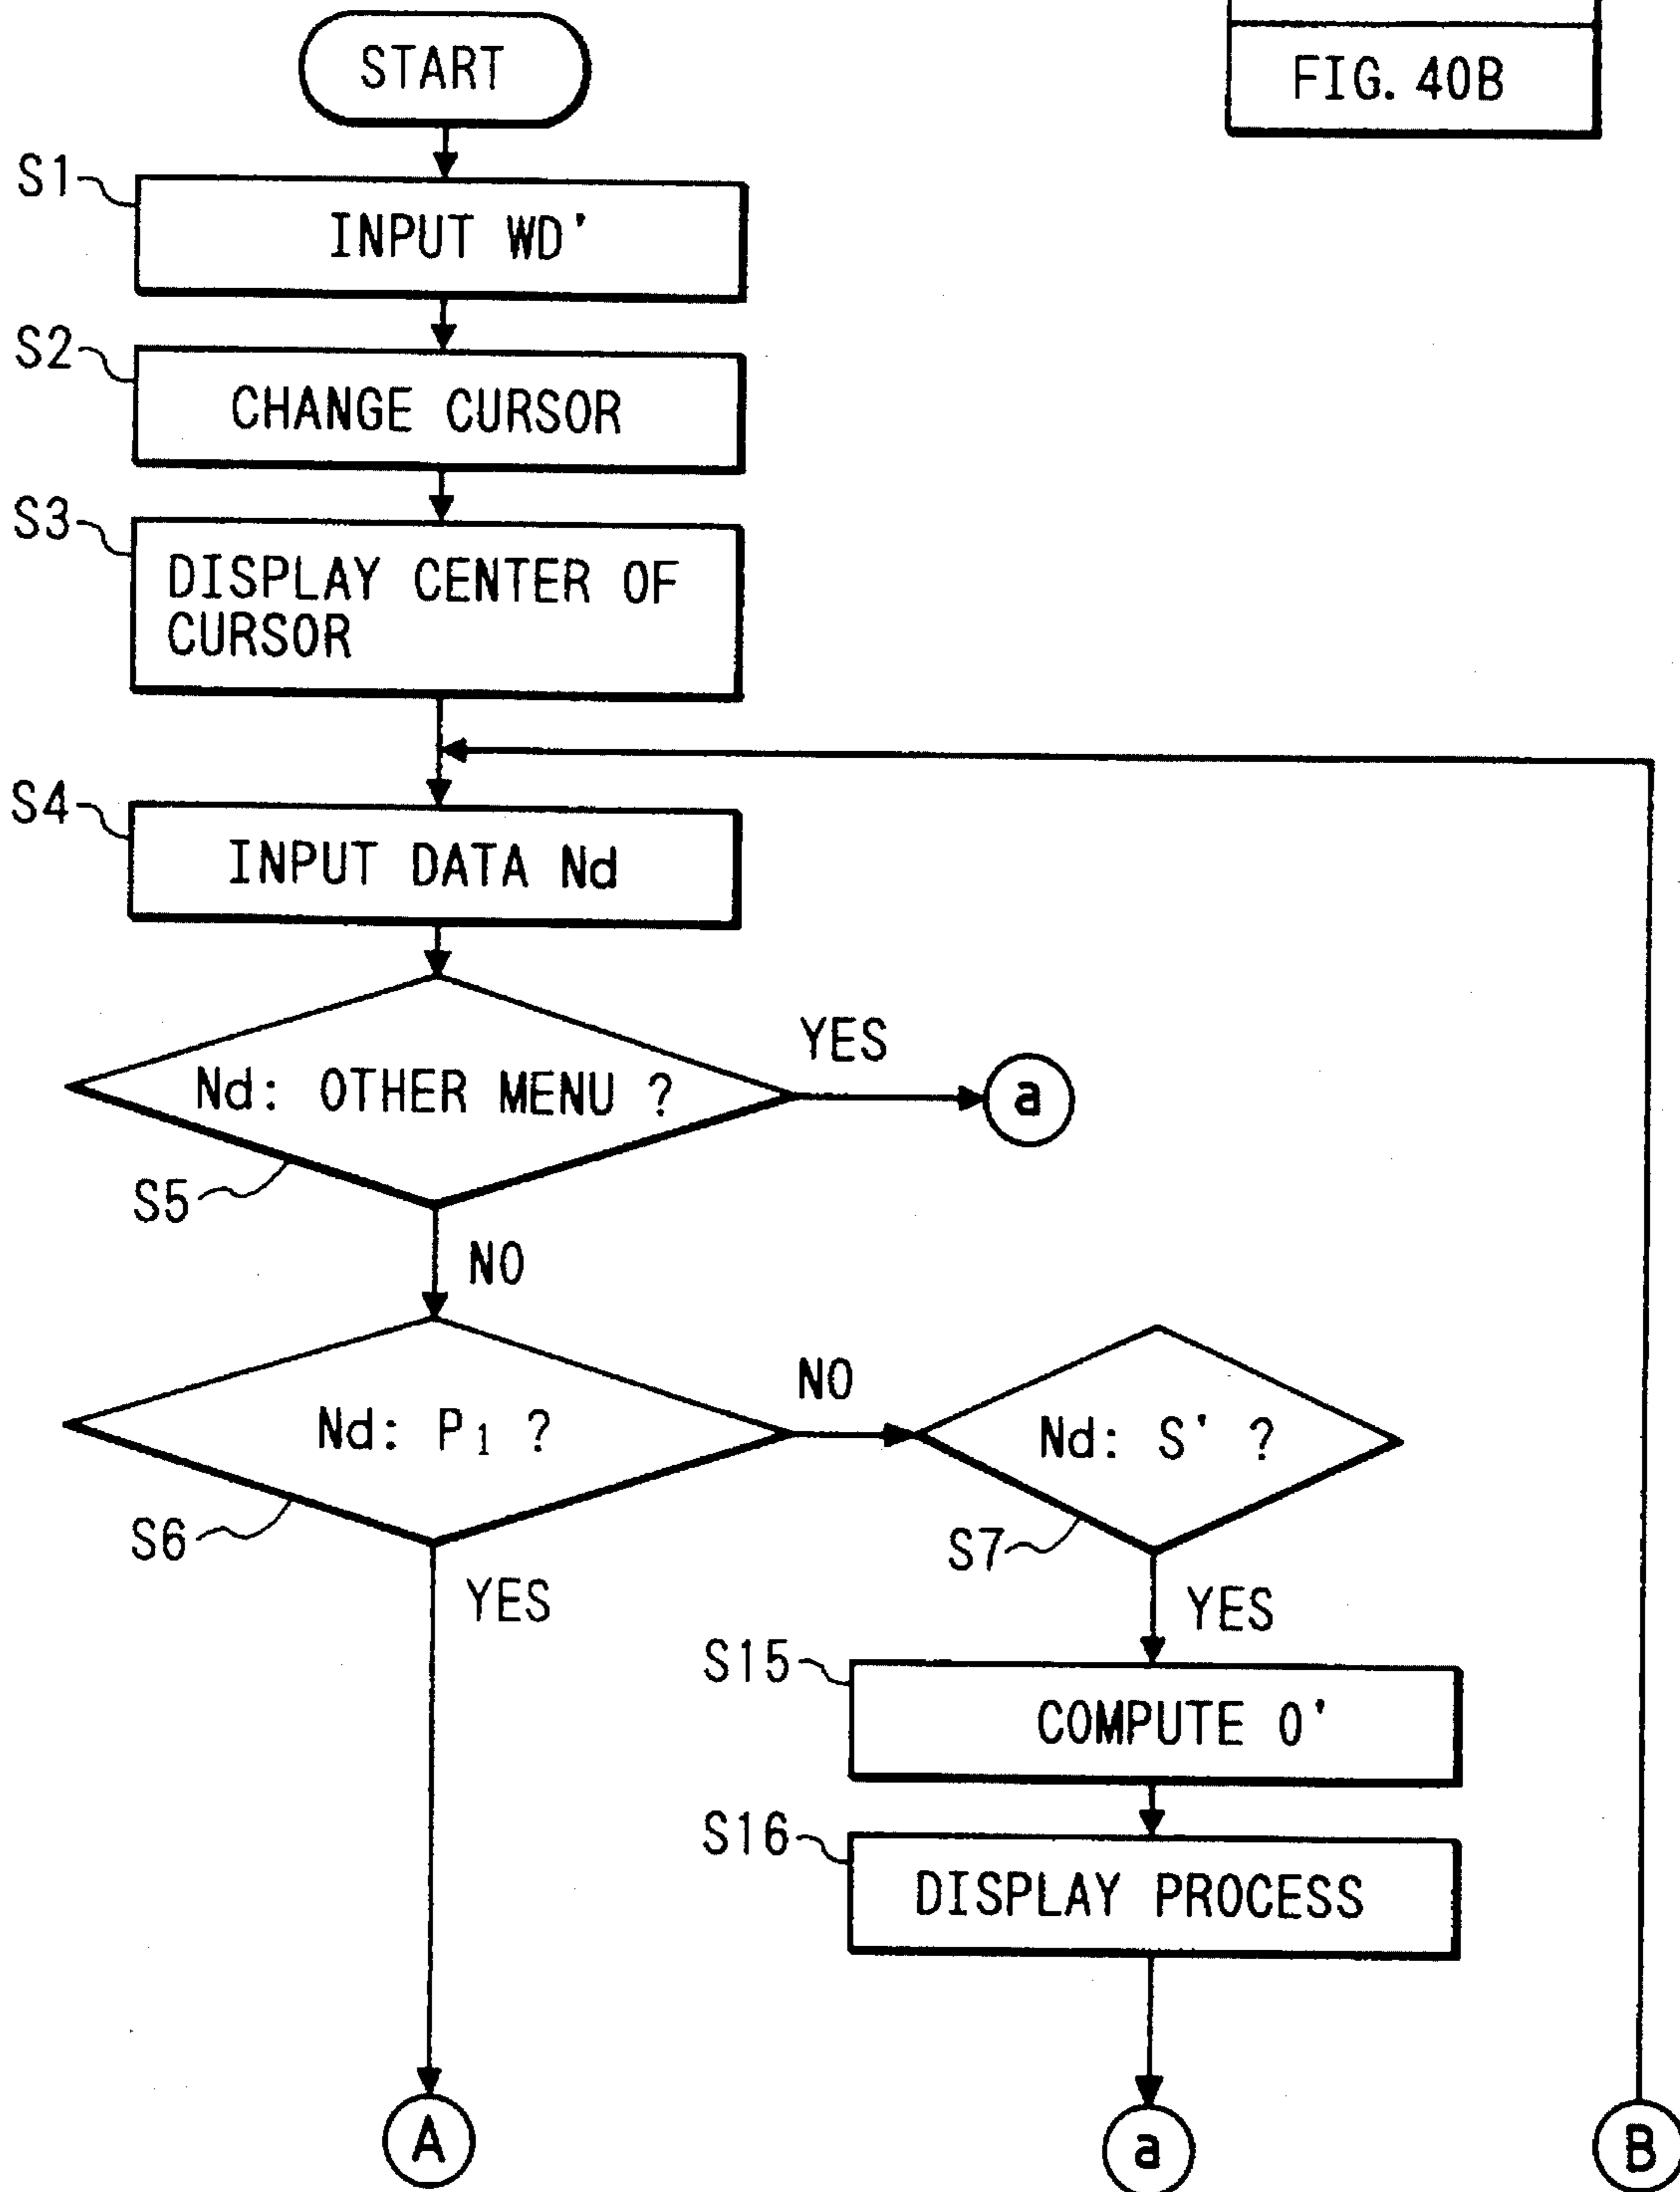 FIG. 40B
START
S1
INPUT WD'
S2
CHANGE CURSOR
S3
DISPLAY CENTER OF
CURSOR
S4
INPUT DATA Nd
YES
Nd: OTHER MENU ?
a
S5
NO
NO
Nd: P₁ ?
Nd: S' ?
S6
S7
YES
YES
S15
COMPUTE O'
S16
DISPLAY PROCESS
A
a
B